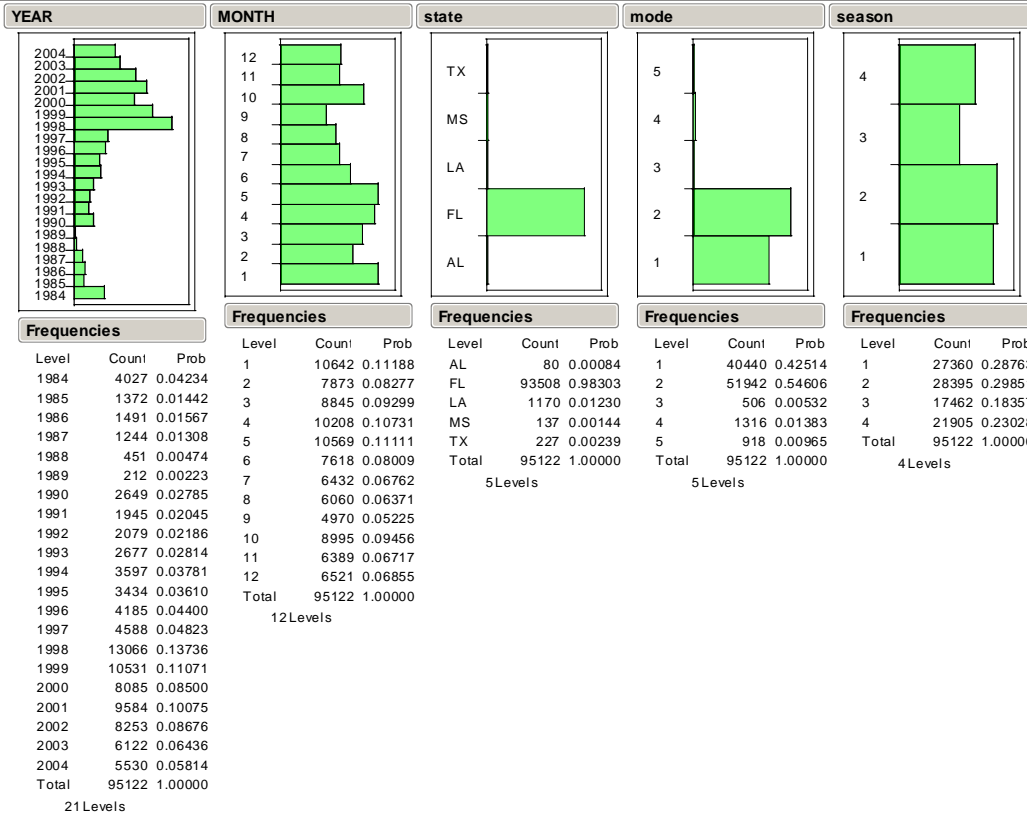 YEAR
2004
2003
2002
2001
2000
1999
1998
1997
1996
1995
1994
1993
1992
1991
1990
1989
1988
1987
1986
1985
1984
Frequencies
Level Count Prob
1984 4027 0.04234
1985 1372 0.01442
1986 1491 0.01567
1987 1244 0.01308
1988 451 0.00474
1989 212 0.00223
1990 2649 0.02785
1991 1945 0.02045
1992 2079 0.02186
1993 2677 0.02814
1994 3597 0.03781
1995 3434 0.03610
1996 4185 0.04400
1997 4588 0.04823
1998 13066 0.13736
1999 10531 0.11071
2000 8085 0.08500
2001 9584 0.10075
2002 8253 0.08676
2003 6122 0.06436
2004 5530 0.05814
Total 95122 1.00000
21 Levels
MONTH
12
11
10
9
8
7
6
5
4
3
2
1
Frequencies
Level Count Prob
1 10642 0.11188
2 7873 0.08277
3 8845 0.09299
4 10208 0.10731
5 10569 0.11111
6 7618 0.08009
7 6432 0.06762
8 6060 0.06371
9 4970 0.05225
10 8995 0.09456
11 6389 0.06717
12 6521 0.06855
Total 95122 1.00000
12 Levels
state
TX
MS
LA
FL
AL
Frequencies
Level Count Prob
AL 80 0.00084
FL 93508 0.98303
LA 1170 0.01230
MS 137 0.00144
TX 227 0.00239
Total 95122 1.00000
5 Levels
mode
5
4
3
2
1
Frequencies
Level Count Prob
1 40440 0.42514
2 51942 0.54606
3 506 0.00532
4 1316 0.01383
5 918 0.00965
Total 95122 1.00000
5 Levels
season
4
3
2
1
Frequencies
Level Count Prob
1 27360 0.28763
2 28395 0.2985
3 17462 0.18357
4 21905 0.23028
Total 95122 1.0000
4 Levels